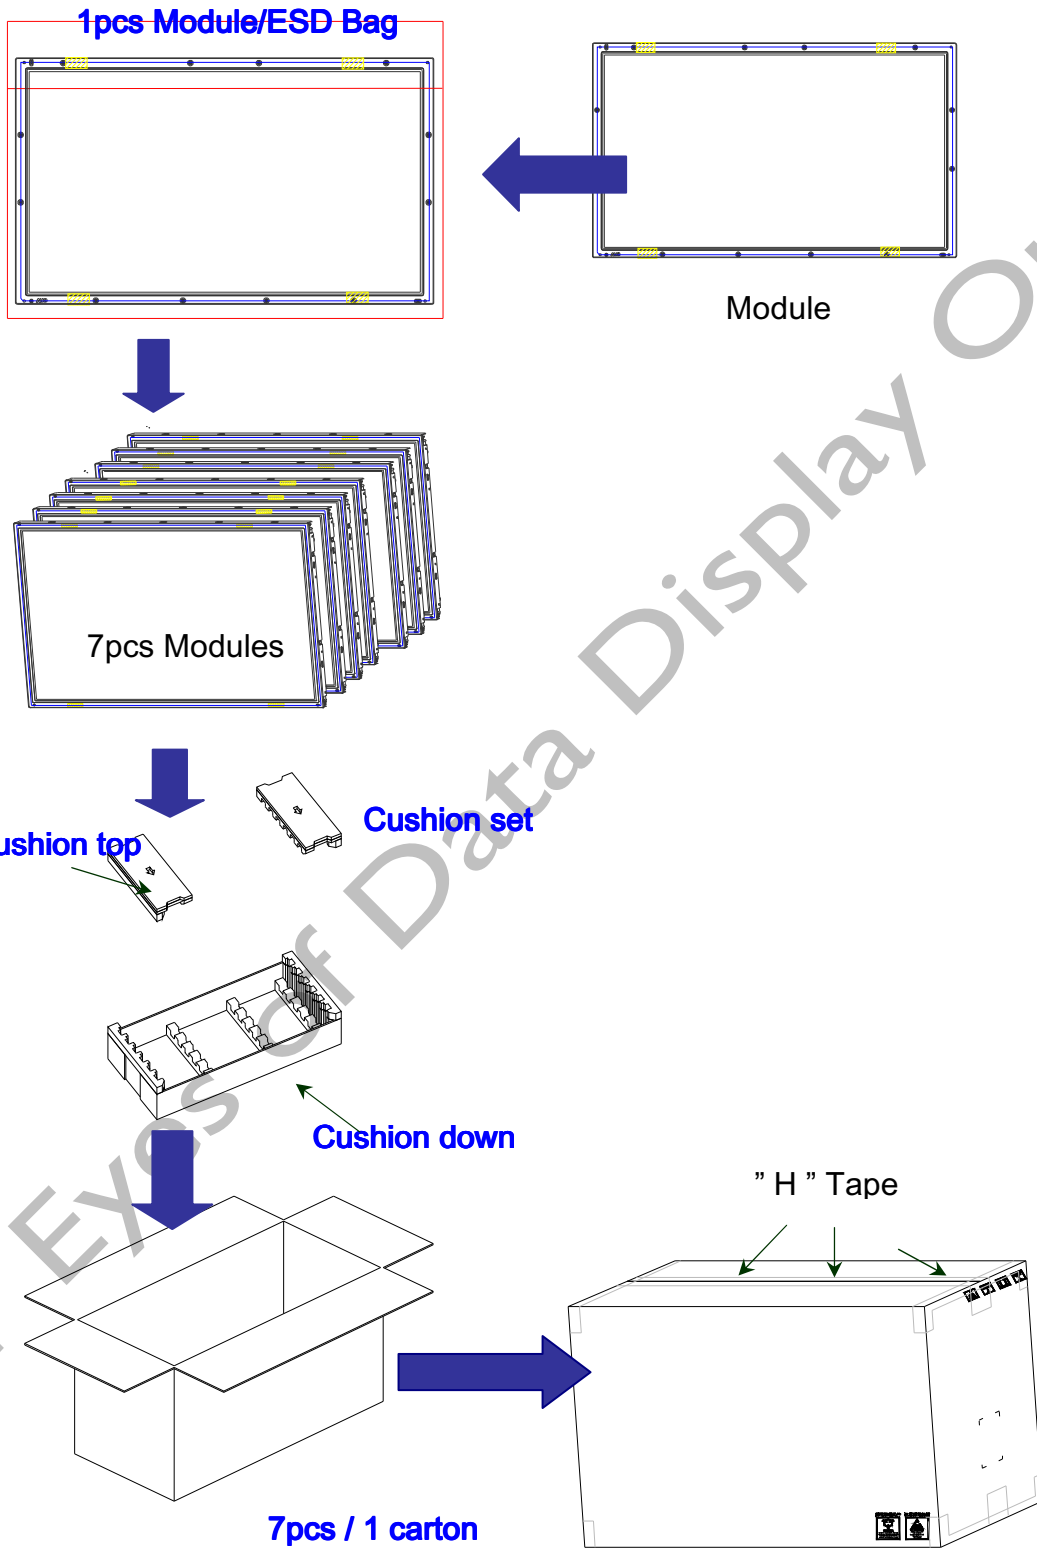 1pcs Module/ESD Bag
Module
7pcs Modules
Cushion set
ushion top
Cushion down
" H " Tape
7pcs / 1 carton
Eyes of Data Display O